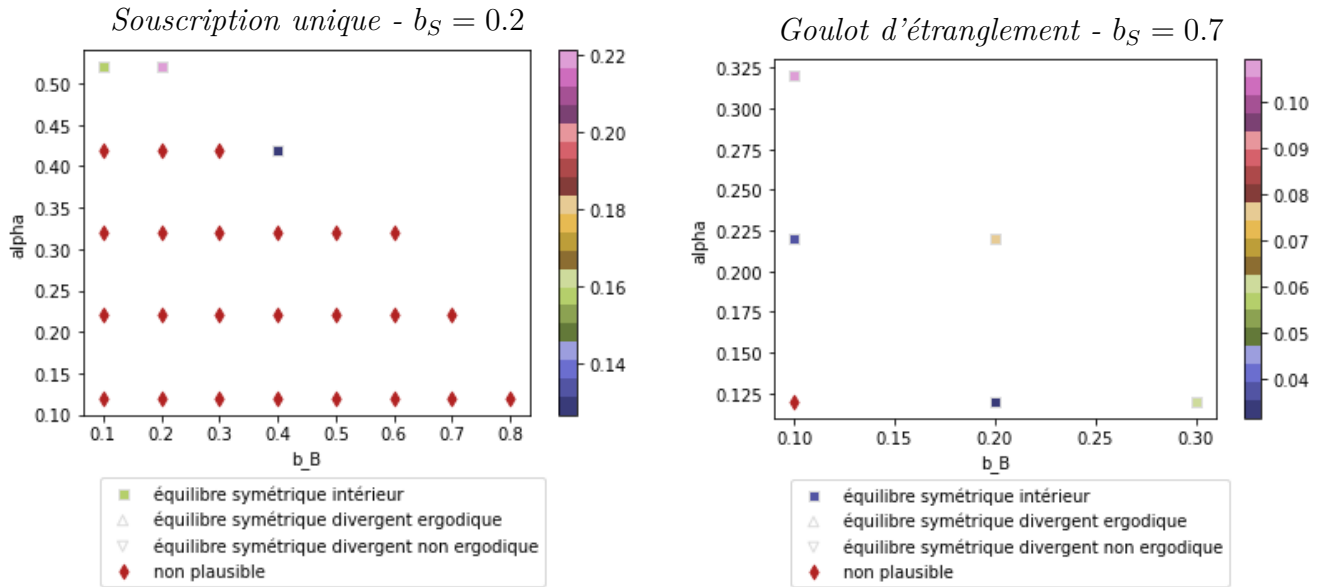 Souscription unique - b_S = 0.2
0.50
0.45
0.40
0.35
0.30
0.25
0.20
0.15
0.10
alpha
0.1 0.2 0.3 0.4 0.5 0.6 0.7 0.8
b_B
0.22
0.20
0.18
0.16
0.14
équilibre symétrique intérieur
équilibre symétrique divergent ergodique
équilibre symétrique divergent non ergodique
non plausible
Goulot d'étranglement - b_S = 0.7
0.325
0.300
0.275
0.250
0.225
0.200
0.175
0.150
0.125
alpha
0.10 0.15 0.20 0.25 0.30
b_B
0.10
0.09
0.08
0.07
0.06
0.05
0.04
équilibre symétrique intérieur
équilibre symétrique divergent ergodique
équilibre symétrique divergent non ergodique
non plausible